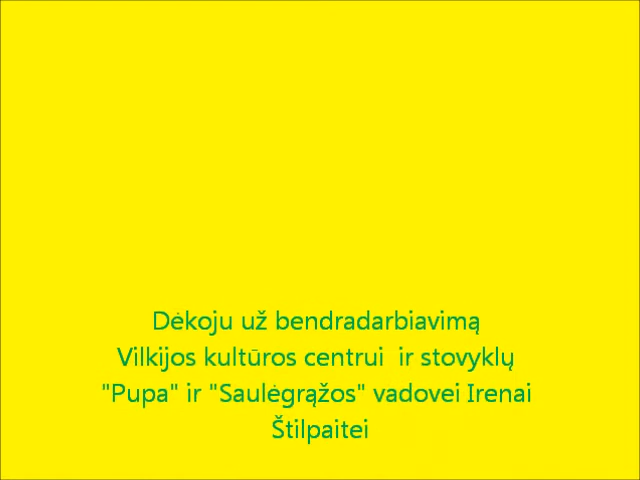 Dėkoju už bendradarbiavimą
Vilkijos kultūros centrui  ir stovyklų
"Pupa" ir "Saulėgrąžos" vadovei Irenai
Štilpaitei